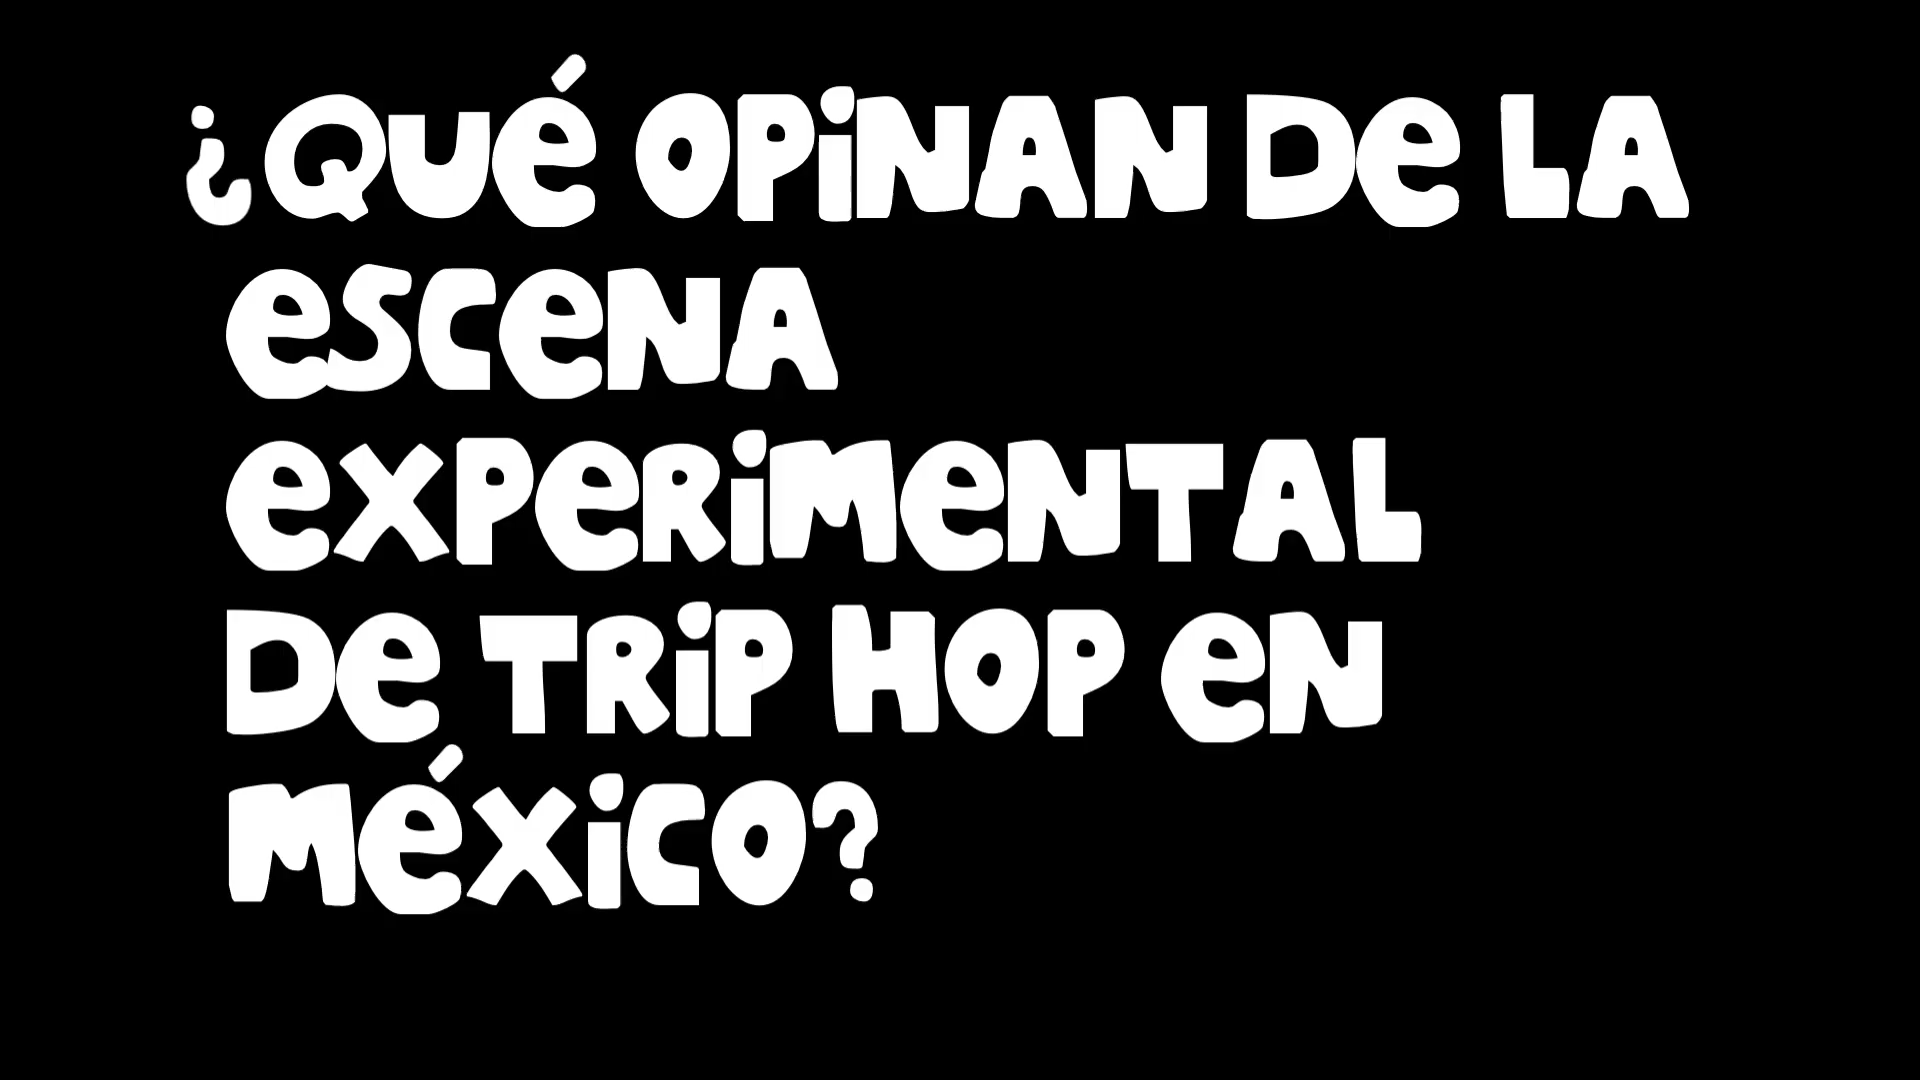 ¿Qué opinan de la
escena
experimental
de Trip Hop en
México?